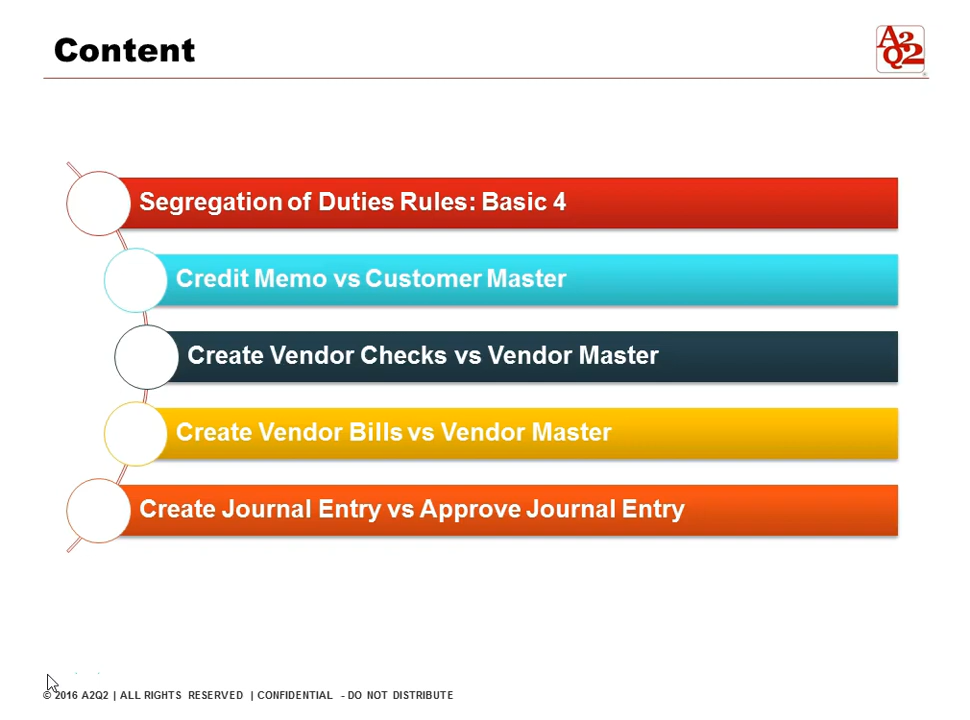 Content
A2Q2
Segregation of Duties Rules: Basic 4
Credit Memo vs Customer Master
Create Vendor Checks vs Vendor Master
Create Vendor Bills vs Vendor Master
Create Journal Entry vs Approve Journal Entry
© 2016 A2Q2 | ALL RIGHTS RESERVED | CONFIDENTIAL - DO NOT DISTRIBUTE